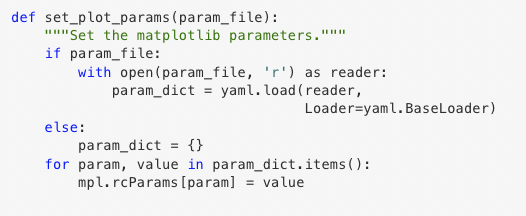 def set_plot_params(param_file):
    """Set the matplotlib parameters."""
    if param_file:
        with open(param_file, 'r') as reader:
            param_dict = yaml.load(reader,
                                   Loader=yaml.BaseLoader)
    else:
        param_dict = {}
    for param, value in param_dict.items():
        mpl.rcParams[param] = value